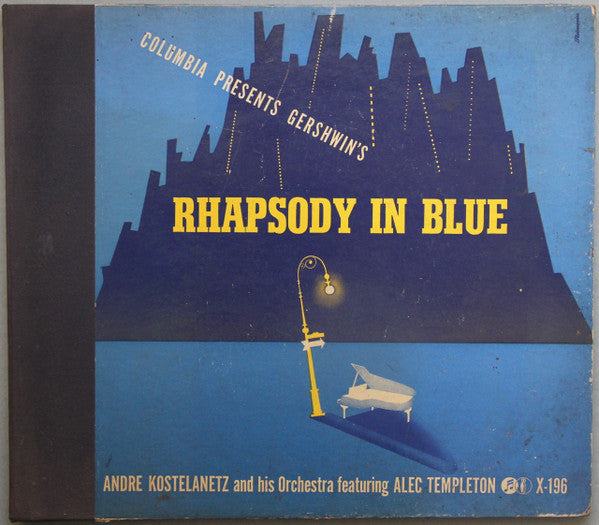 COLUMBIA PRESENTS GERSHWIN'S
RHAPSODY IN BLUE
ANDRE KOSTELANETZ and his Orchestra featuring ALEC TEMPLETON X-196